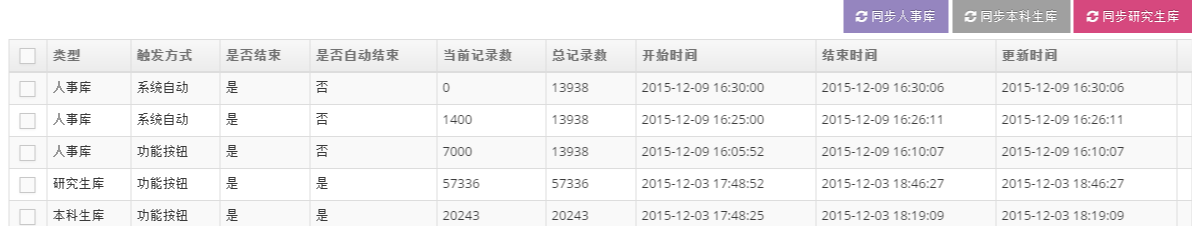 同步人事库 同步本科生库 同步研究生库
类型 触发方式 是否结束 是否自动结束 当前记录数 总记录数 开始时间 结束时间 更新时间
人事库 系统自动 是 否 0 13938 2015-12-09 16:30:00 2015-12-09 16:30:06 2015-12-09 16:30:06
人事库 系统自动 是 否 1400 13938 2015-12-09 16:25:00 2015-12-09 16:26:11 2015-12-09 16:26:11
人事库 功能按钮 是 否 7000 13938 2015-12-09 16:05:52 2015-12-09 16:10:07 2015-12-09 16:10:07
研究生库 功能按钮 是 是 57336 57336 2015-12-03 17:48:52 2015-12-03 18:46:27 2015-12-03 18:46:27
本科生库 功能按钮 是 是 20243 20243 2015-12-03 17:48:25 2015-12-03 18:19:09 2015-12-03 18:19:09